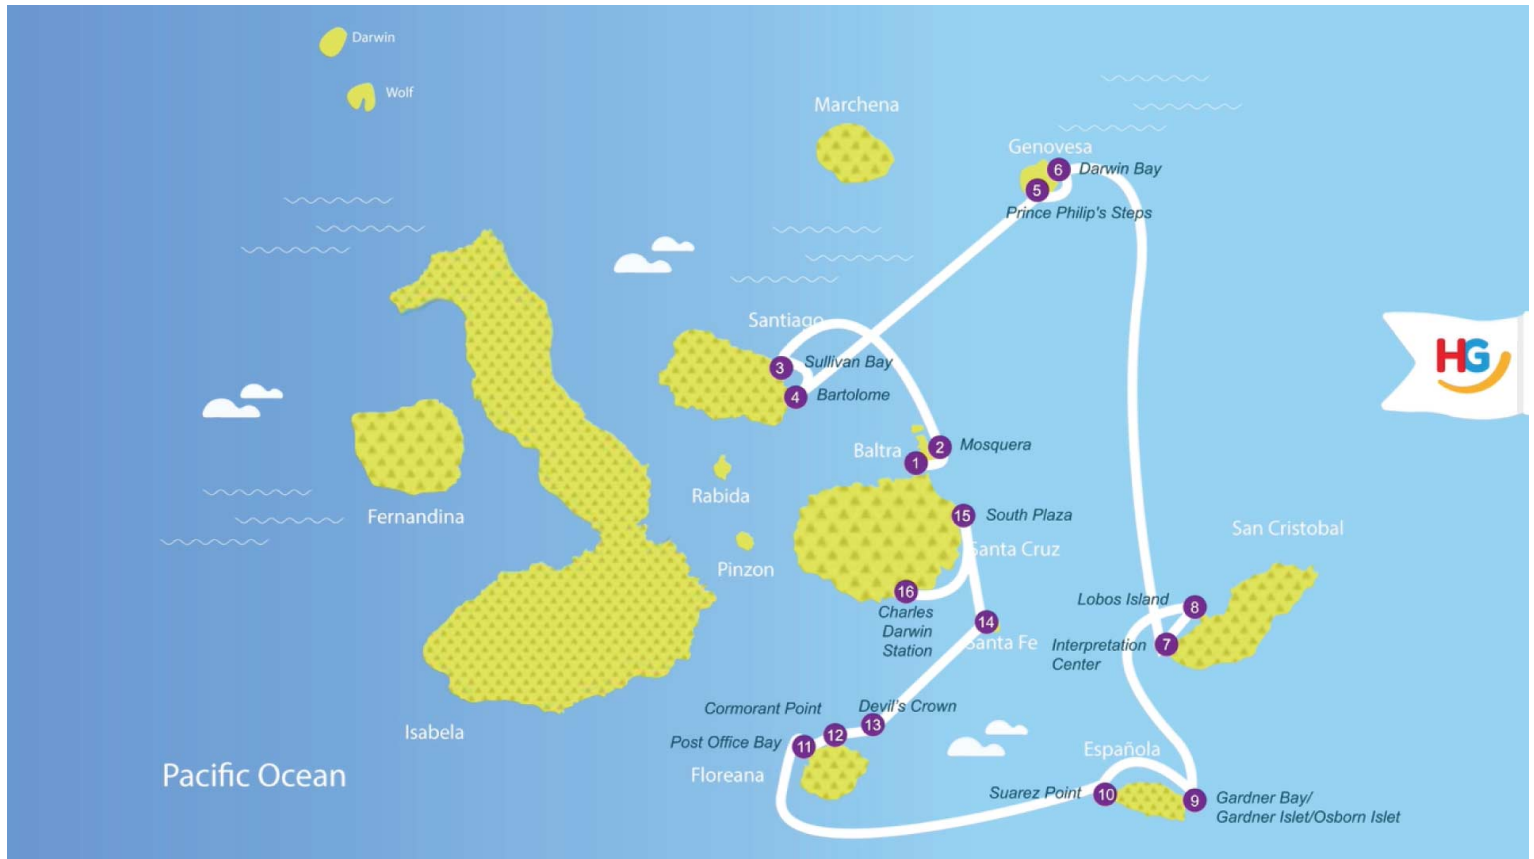 Darwin
Wolf
Marchena
Genovesa
6 Darwin Bay
5
Prince Philip's Steps
Santiago
3 Sullivan Bay
4 Bartolome
HG
Baltra
2 Mosquera
1
Rabida
Fernandina
15 South Plaza
San Cristobal
Santa Cruz
Pinzon
16
Charles
Darwin
Station
Lobos Island 8
14
Santa Fe
Interpretation 7
Center
Cormorant Point 12
Devil's Crown
13
Post Office Bay 11
Isabela
Floreana
Española
Pacific Ocean
Suarez Point 10
9 Gardner Bay/
Gardner Islet/Osborn Islet